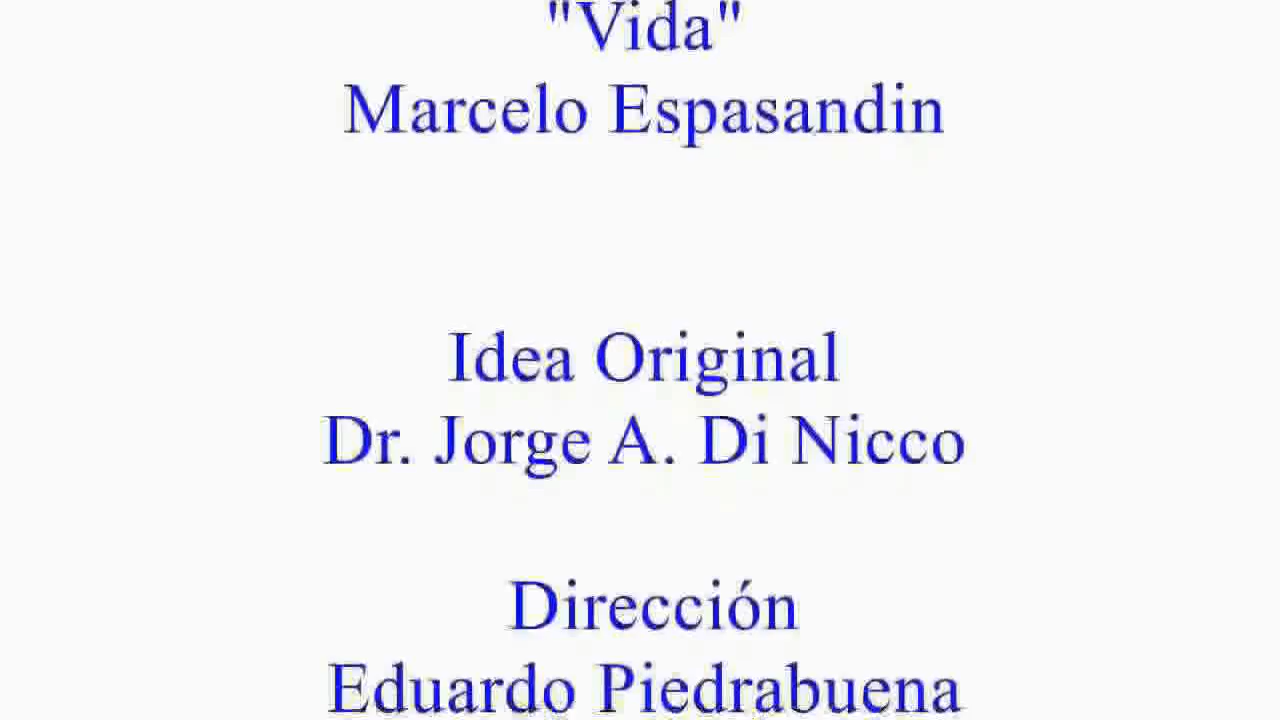 "Vida"
Marcelo Espasandin
Idea Original
Dr. Jorge A. Di Nicco
Dirección
Eduardo Piedrabuena